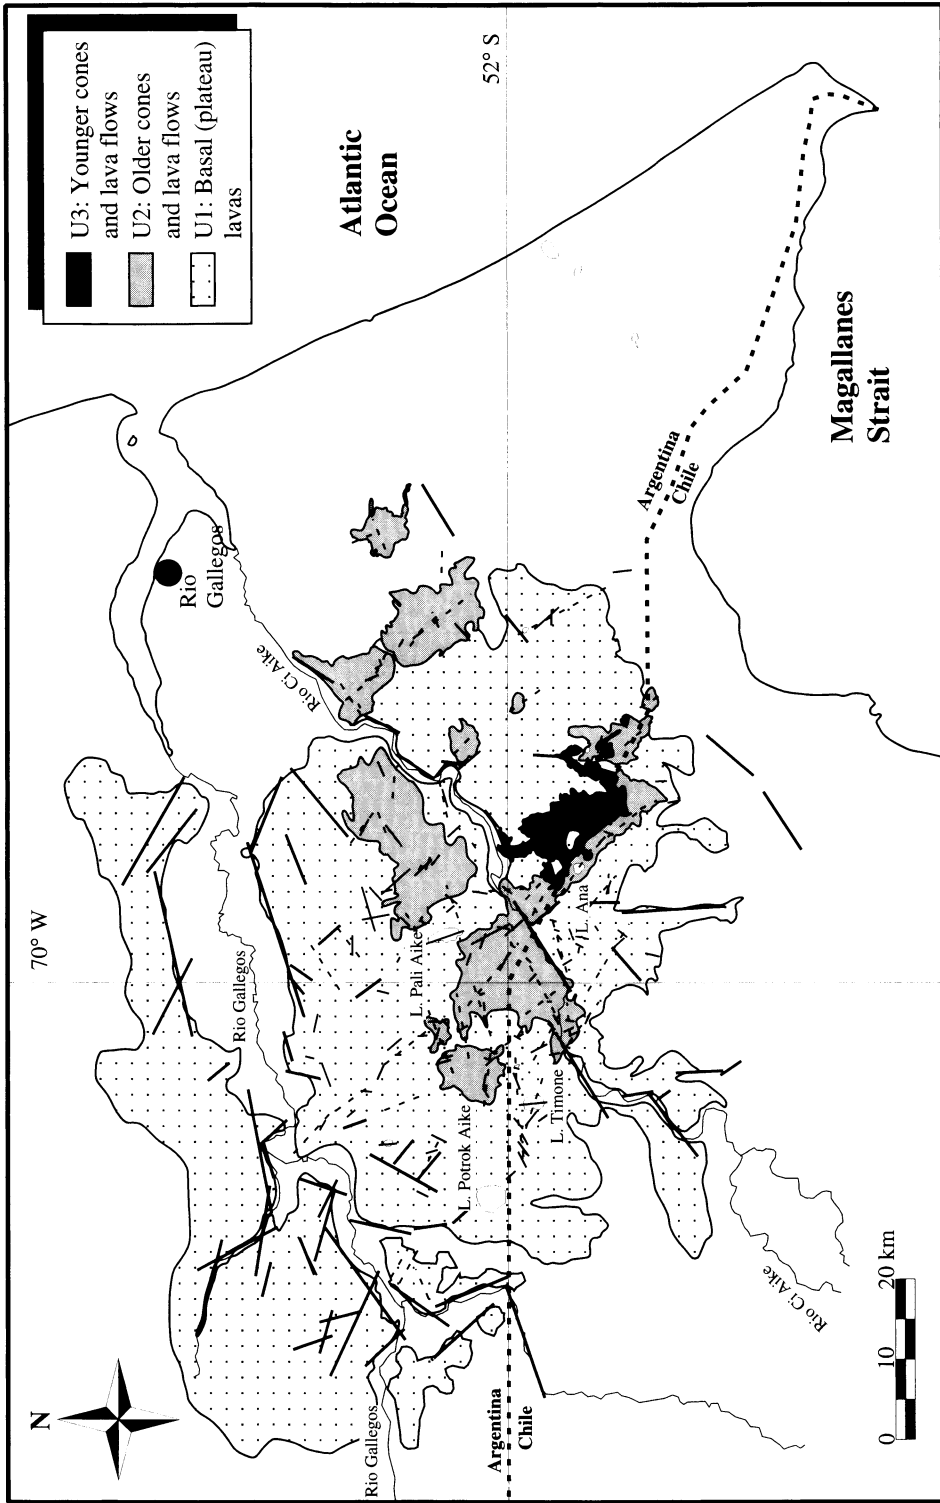 N
70° W
52° S
U3: Younger cones
and lava flows
U2: Older cones
and lava flows
U1: Basal (plateau)
lavas
Atlantic
Ocean
Rio
Gallegos
Rio Ci Aike
Rio Gallegos
L. Pali Aike
L. Potrok Aike
L. Ana
L. Timone
Rio Gallegos
Argentina
Chile
Argentina
Chile
Magallanes
Strait
Rio Ci Aike
0 10 20 km